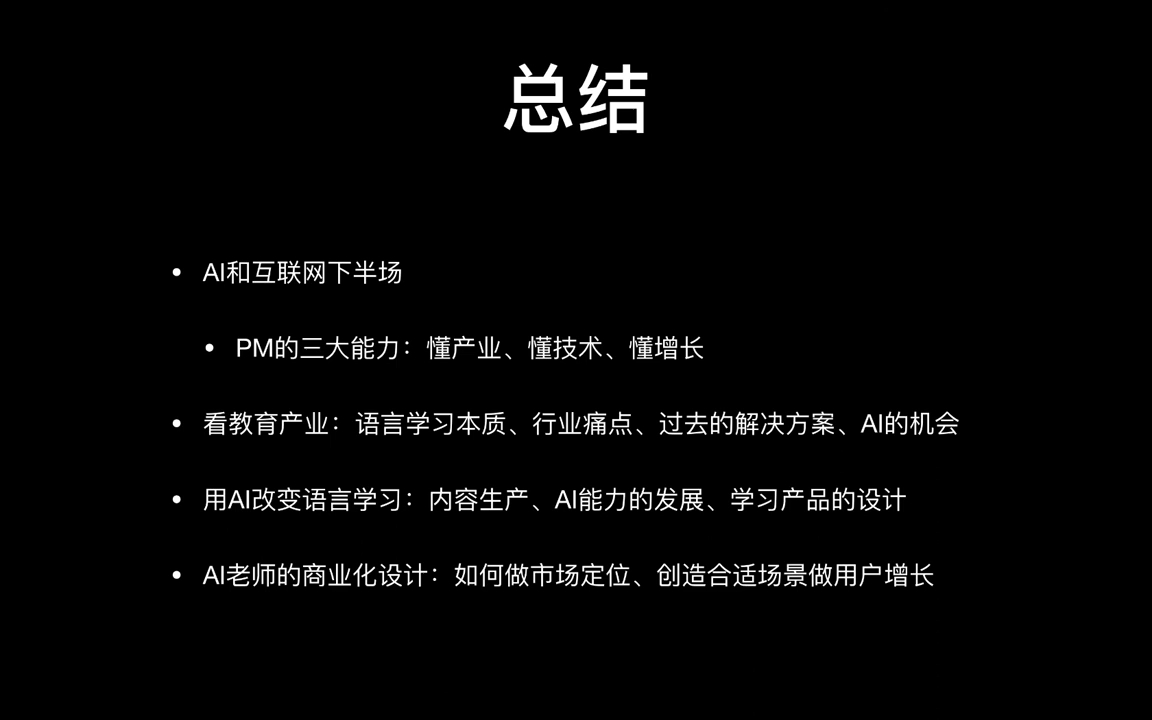 总结
• AI和互联网下半场
• PM的三大能力：懂产业、懂技术、懂增长
• 看教育产业：语言学习本质、行业痛点、过去的解决方案、AI的机会
• 用AI改变语言学习：内容生产、AI能力的发展、学习产品的设计
• AI老师的商业化设计：如何做市场定位、创造合适场景做用户增长